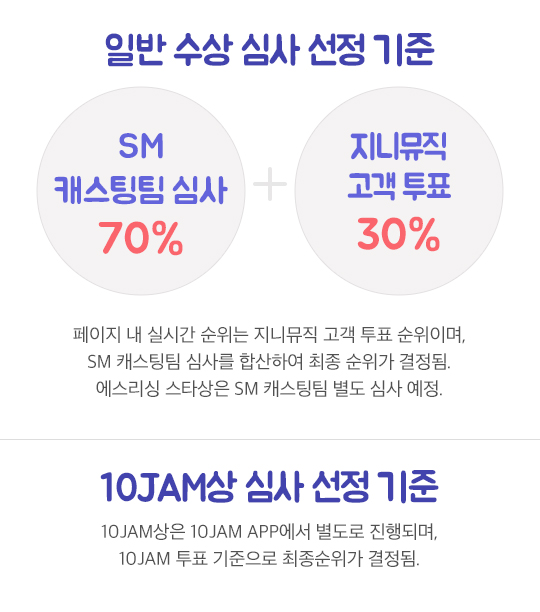 일반 수상 심사 선정 기준
SM
캐스팅팀 심사
70%
+
지니뮤직
고객 투표
30%
페이지 내 실시간 순위는 지니뮤직 고객 투표 순위이며,
SM 캐스팅팀 심사를 합산하여 최종 순위가 결정됨.
에스리싱 스타상은 SM 캐스팅팀 별도 심사 예정.
10JAM상 심사 선정 기준
10JAM상은 10JAM APP에서 별도로 진행되며,
10JAM 투표 기준으로 최종순위가 결정됨.